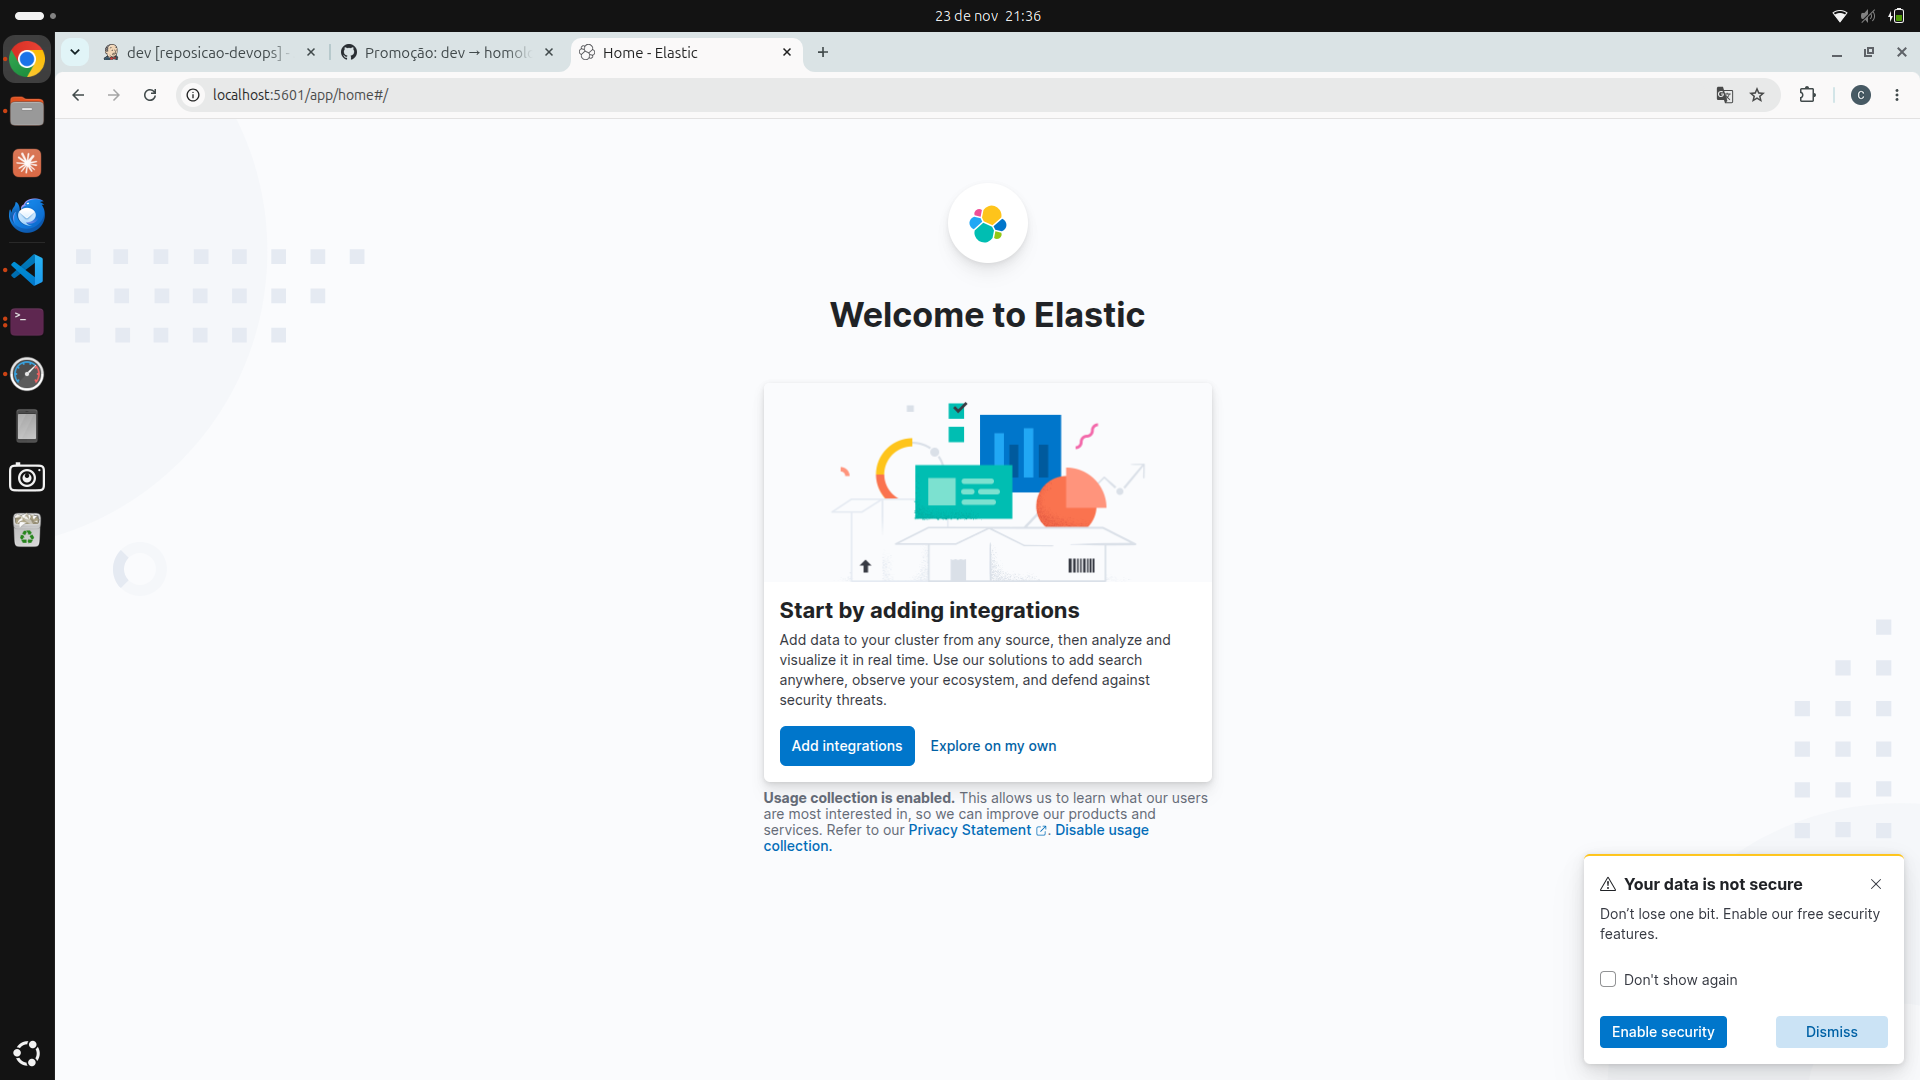 23 de nov 21:36
dev [reposicao-devops] -
Promoção: dev → homolo
Home - Elastic
localhost:5601/app/home#/
C
Welcome to Elastic
Start by adding integrations
Add data to your cluster from any source, then analyze and
visualize it in real time. Use our solutions to add search
anywhere, observe your ecosystem, and defend against
security threats.
Add integrations
Explore on my own
Usage collection is enabled. This allows us to learn what our users
are most interested in, so we can improve our products and
services. Refer to our Privacy Statement. Disable usage
collection.
Your data is not secure
Don't lose one bit. Enable our free security
features.
Don't show again
Enable security
Dismiss